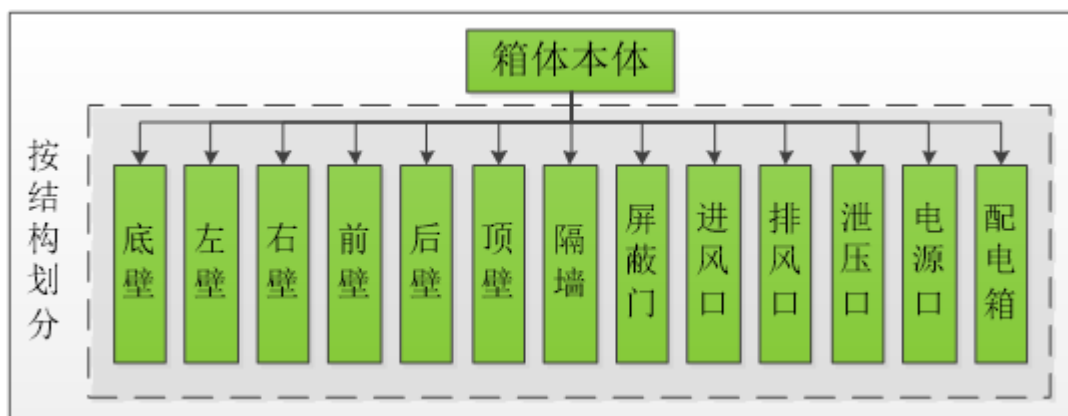 箱体本体
按结构划分
底壁
左壁
右壁
前壁
后壁
顶壁
隔墙
屏蔽门
进风口
排风口
泄压口
电源口
配电箱